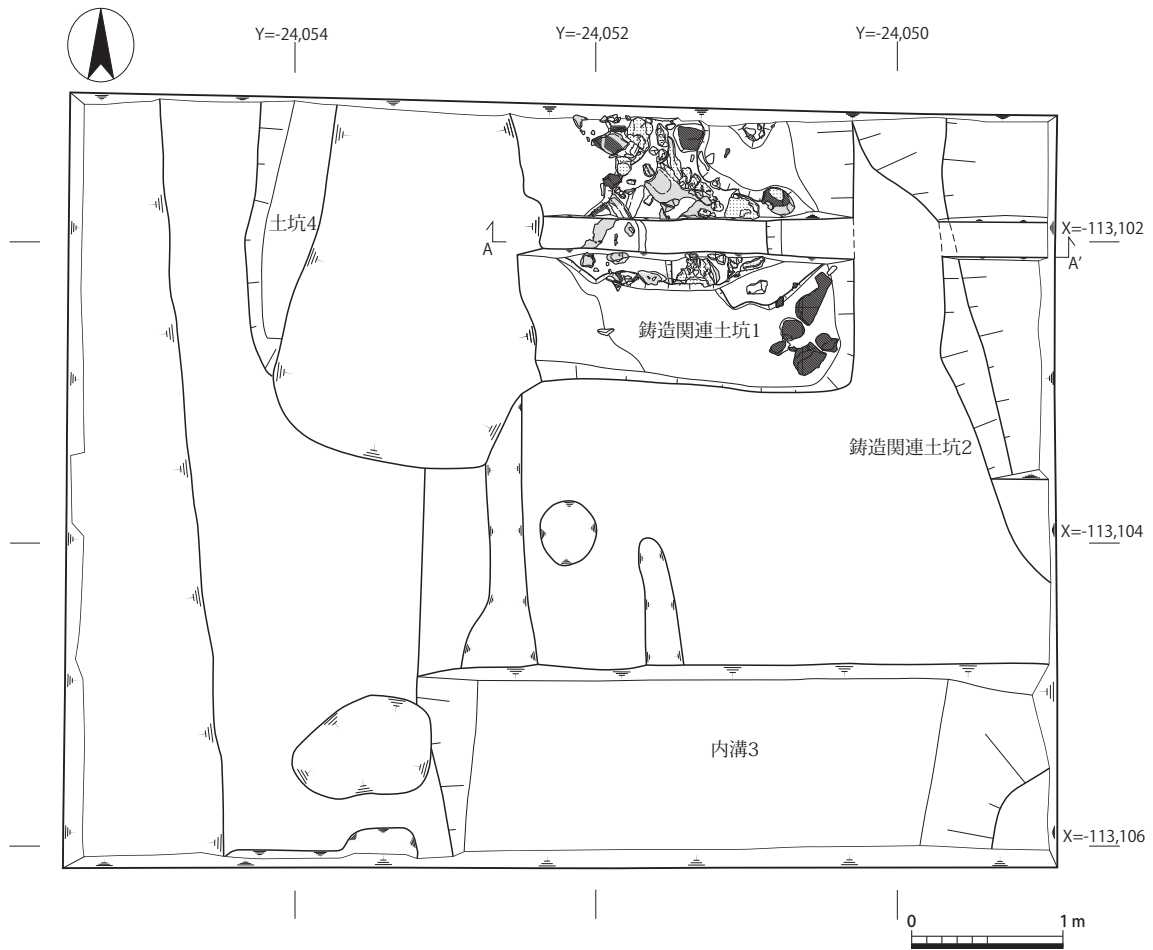 Y=-24,054
Y=-24,052
Y=-24,050
土坑4
A
X=-113,102
A'
鋳造関連土坑1
鋳造関連土坑2
X=-113,104
内溝3
X=-113,106
0
1 m